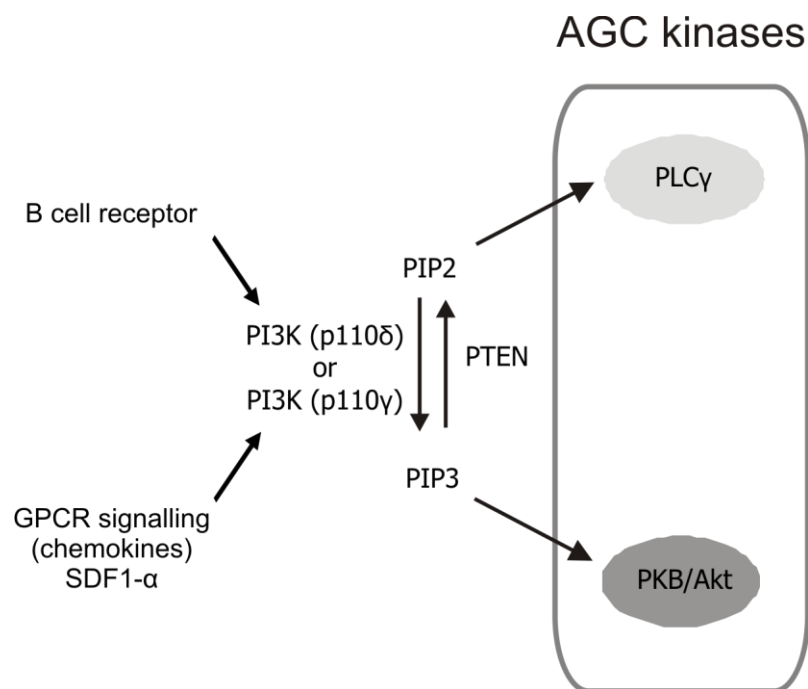 AGC kinases
PLCγ
B cell receptor
PIP2
PI3K (p110δ)
or
PI3K (p110γ)
PTEN
PIP3
GPCR signalling
(chemokines)
SDF1-α
PKB/Akt